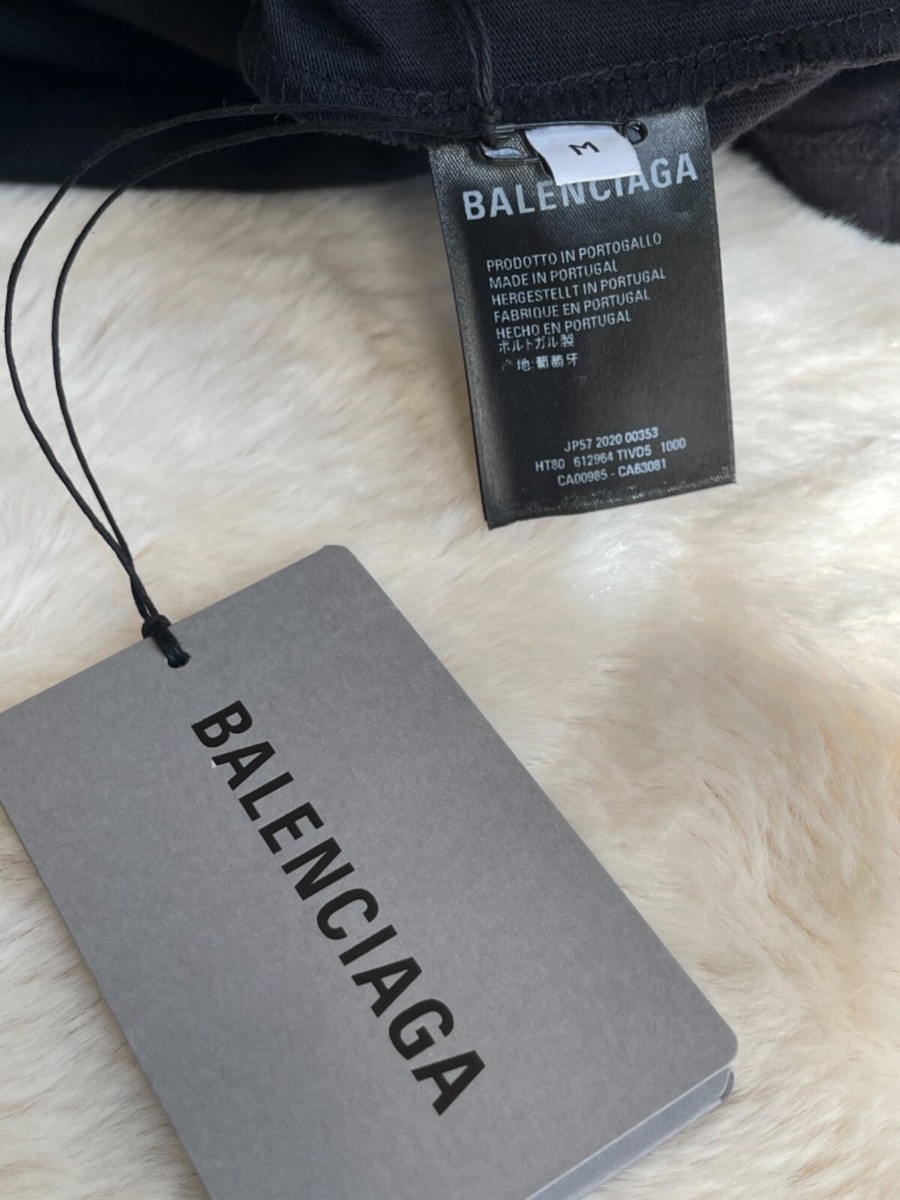 M
BALENCIAGA
PRODOTTO IN PORTOGALLO
MADE IN PORTUGAL
HERGESTELLT IN PORTUGAL
FABRIQUE EN PORTUGAL
HECHO EN PORTUGAL
ポルトガル製
地:葡萄牙
JP57 2020 00353
HT80 612964 TIVD5 1000
CA00985 - CA63081
BALENCIAGA